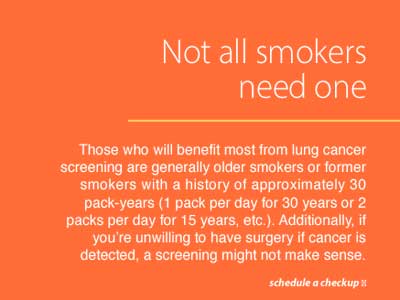 Not all smokers
need one
Those who will benefit most from lung cancer
screening are generally older smokers or former
smokers with a history of approximately 30
pack-years (1 pack per day for 30 years or 2
packs per day for 15 years, etc.). Additionally, if
you're unwilling to have surgery if cancer is
detected, a screening might not make sense.
schedule a checkup